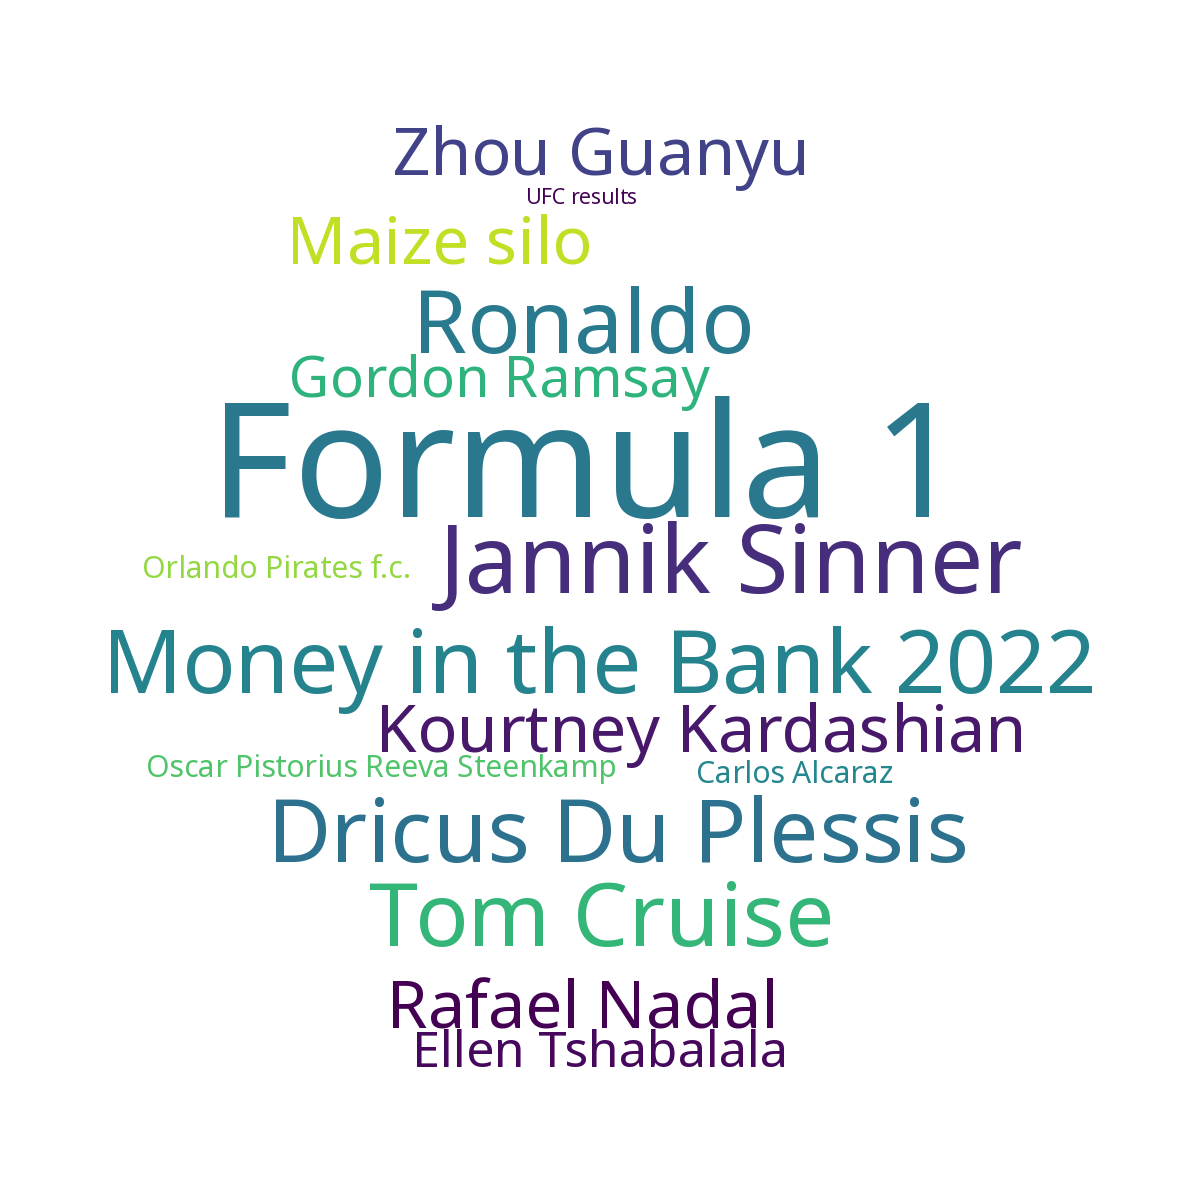 Zhou Guanyu
UFC results
Maize silo
Ronaldo
Gordon Ramsay
Formula 1
Jannik Sinner
Orlando Pirates f.c.
Money in the Bank 2022
Kourtney Kardashian
Oscar Pistorius Reeva Steenkamp
Carlos Alcaraz
Dricus Du Plessis
Tom Cruise
Rafael Nadal
Ellen Tshabalala